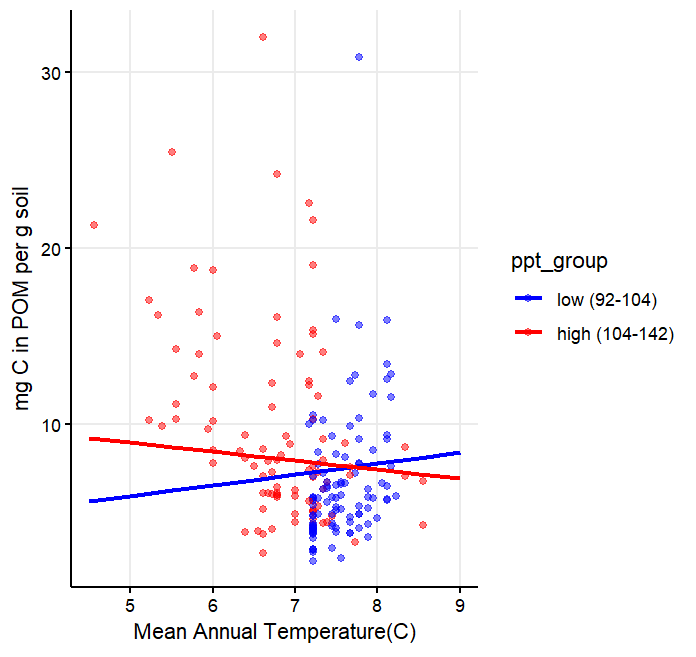 30
20
10
mg C in POM per g soil
5 6 7 8 9
Mean Annual Temperature(C)
ppt_group
low (92-104)
high (104-142)